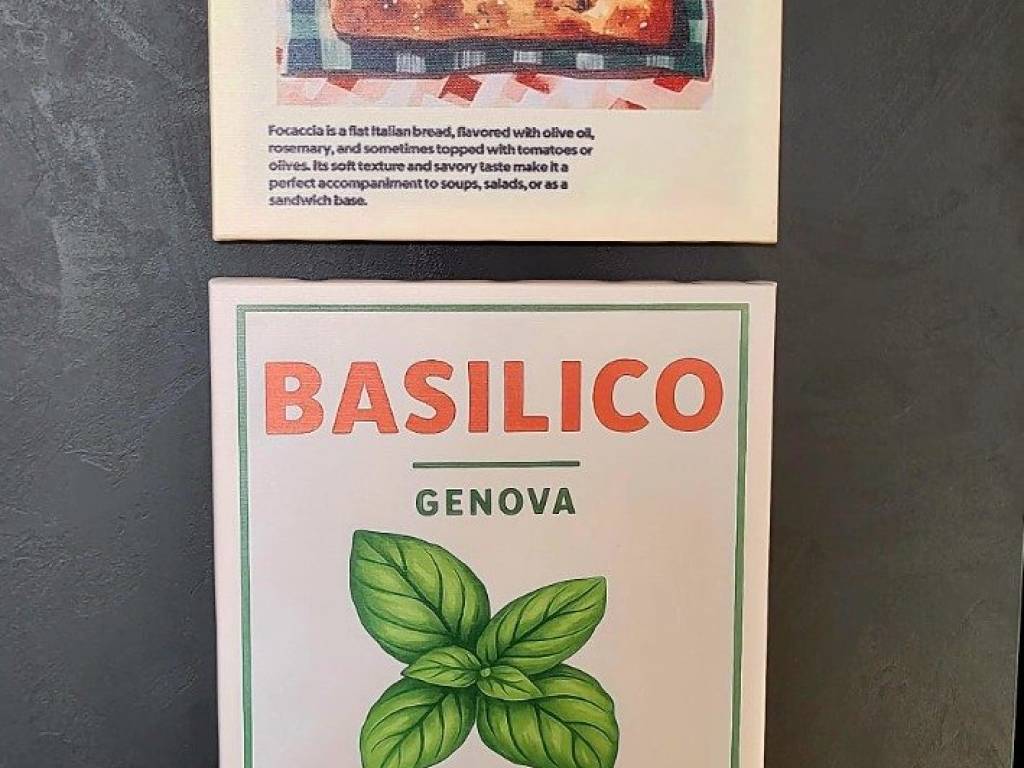 Focaccia is a flat Italian bread, flavored with olive oil,
rosemary, and sometimes topped with tomatoes or
olives. Its soft texture and savory taste make it a
perfect accompaniment to soups, salads, or as a
sandwich base.
BASILICO
GENOVA